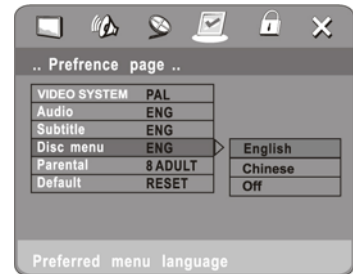 .. Prefrence page ..
VIDEO SYSTEM PAL
Audio ENG
Subtitle ENG
Disc menu ENG English
Parental 8 ADULT Chinese
Default RESET Off
Preferred menu language